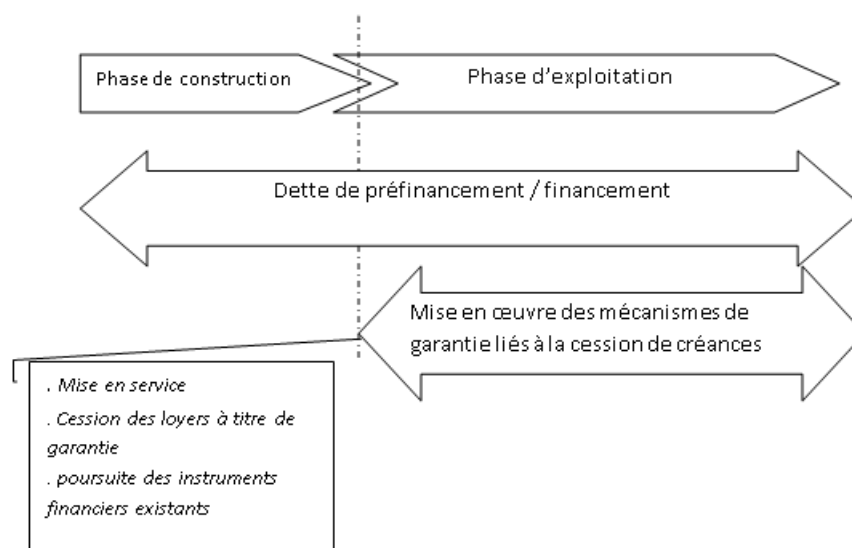 Phase de construction
Phase d'exploitation
Dette de préfinancement / financement
Mise en œuvre des mécanismes de
garantie liés à la cession de créances
. Mise en service
. Cession des loyers à titre de
garantie
. poursuite des instruments
financiers existants